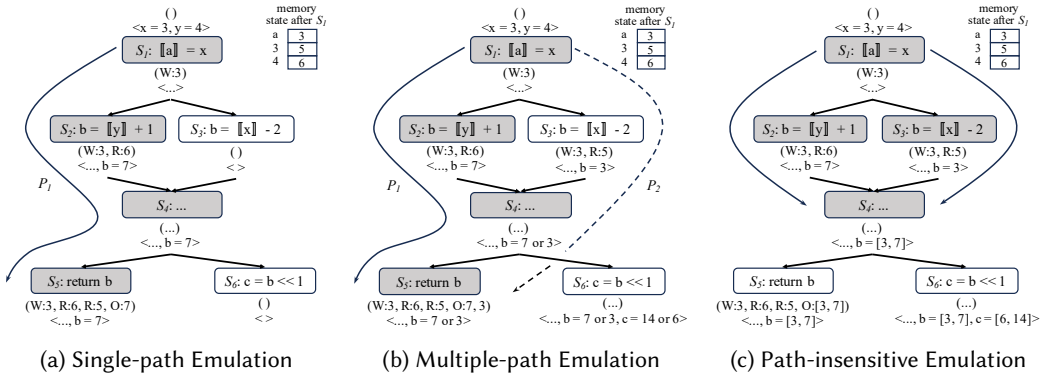 ( )
<x = 3, y = 4>
memory
state after S1
S1: ⟦a⟧ = x
a 3
3 5
4 6
(W:3)
<...>
S2: b = ⟦y⟧ + 1
S3: b = ⟦x⟧ - 2
(W:3, R:6)
<..., b = 7>
( )
< >
P1
S4: ...
(...)
<..., b = 7>
S5: return b
S6: c = b << 1
(W:3, R:6, R:5, O:7)
<..., b = 7>
( )
< >
(a) Single-path Emulation
( )
<x = 3, y = 4>
memory
state after S1
S1: ⟦a⟧ = x
a 3
3 5
4 6
(W:3)
<...>
S2: b = ⟦y⟧ + 1
S3: b = ⟦x⟧ - 2
(W:3, R:6)
<..., b = 7>
(W:3, R:5)
<..., b = 3>
P1
P2
S4: ...
(...)
<..., b = 7 or 3>
S5: return b
S6: c = b << 1
(W:3, R:6, R:5, O:7, 3)
<..., b = 7 or 3>
(...)
<..., b = 7 or 3, c = 14 or 6>
(b) Multiple-path Emulation
( )
<x = 3, y = 4>
memory
state after S1
S1: ⟦a⟧ = x
a 3
3 5
4 6
(W:3)
<...>
S2: b = ⟦y⟧ + 1
S3: b = ⟦x⟧ - 2
(W:3, R:6)
<..., b = 7>
(W:3, R:5)
<..., b = 3>
S4: ...
(...)
<..., b = [3, 7]>
S5: return b
S6: c = b << 1
(W:3, R:6, R:5, O:[3, 7])
<..., b = [3, 7]>
(...)
<..., b = [3, 7], c = [6, 14]>
(c) Path-insensitive Emulation